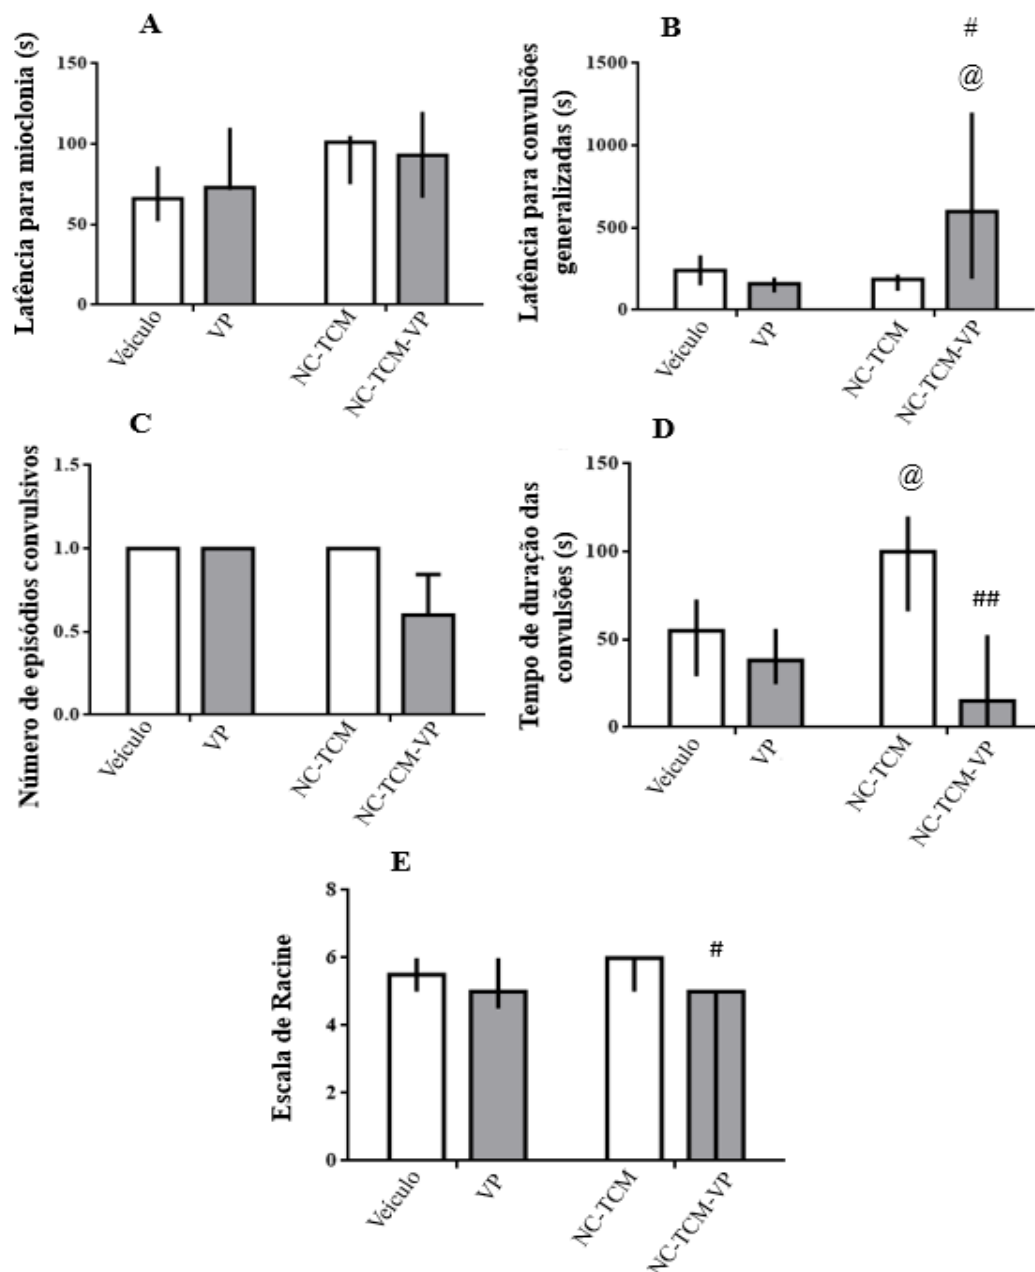 A
Latência para mioclonia (s)
150
100
50
0
Veículo
VP
NC-TCM
NC-TCM-VP
B
#
@
Latência para convulsões
generalizadas (s)
1500
1000
500
0
Veículo
VP
NC-TCM
NC-TCM-VP
C
Número de episódios convulsivos
1.5
1.0
0.5
0.0
Veículo
VP
NC-TCM
NC-TCM-VP
D
@
##
Tempo de duração das
convulsões (s)
150
100
50
0
Veículo
VP
NC-TCM
NC-TCM-VP
E
#
Escala de Racine
8
6
4
2
0
Veículo
VP
NC-TCM
NC-TCM-VP